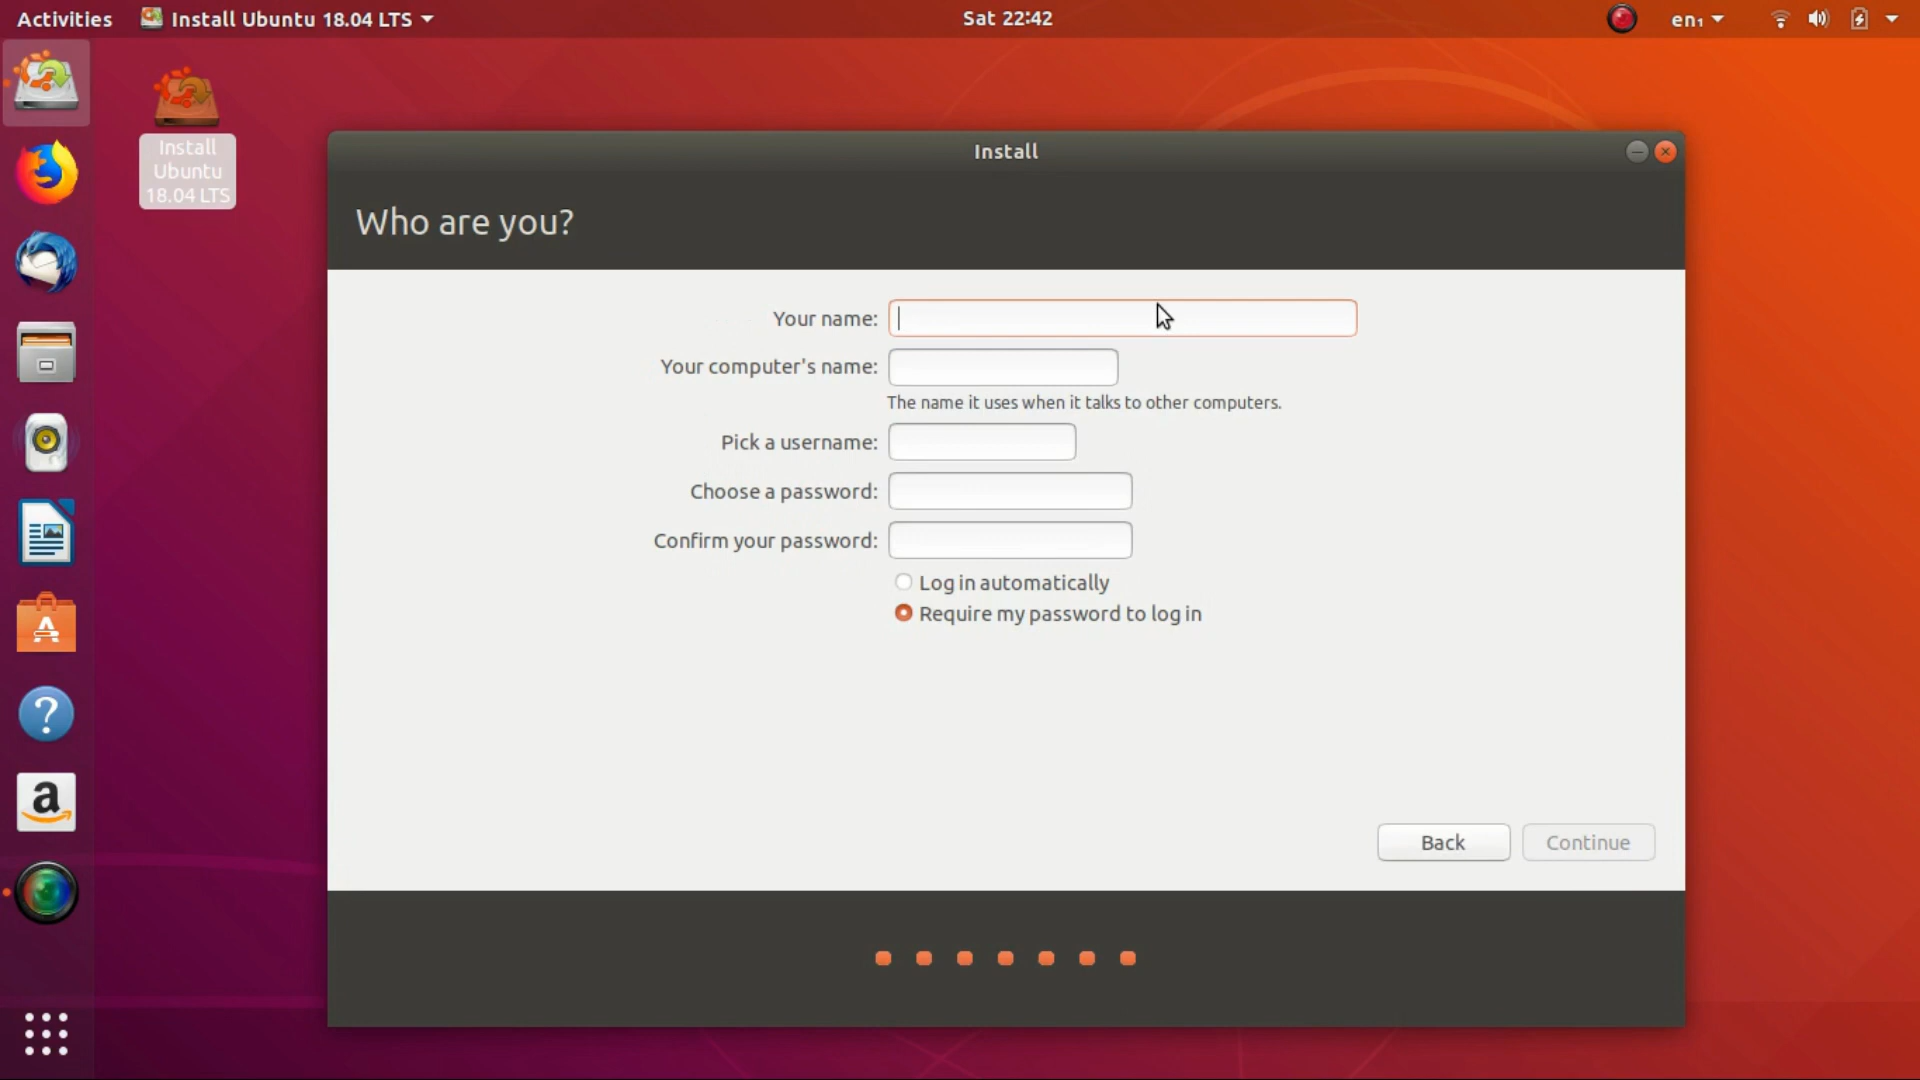 Activities Install Ubuntu 18.04 LTS Sat 22:42 en₁
Install
Ubuntu
18.04 LTS
Install
Who are you?
Your name:
Your computer's name:
The name it uses when it talks to other computers.
Pick a username:
Choose a password:
Confirm your password:
Log in automatically
Require my password to log in
Back Continue